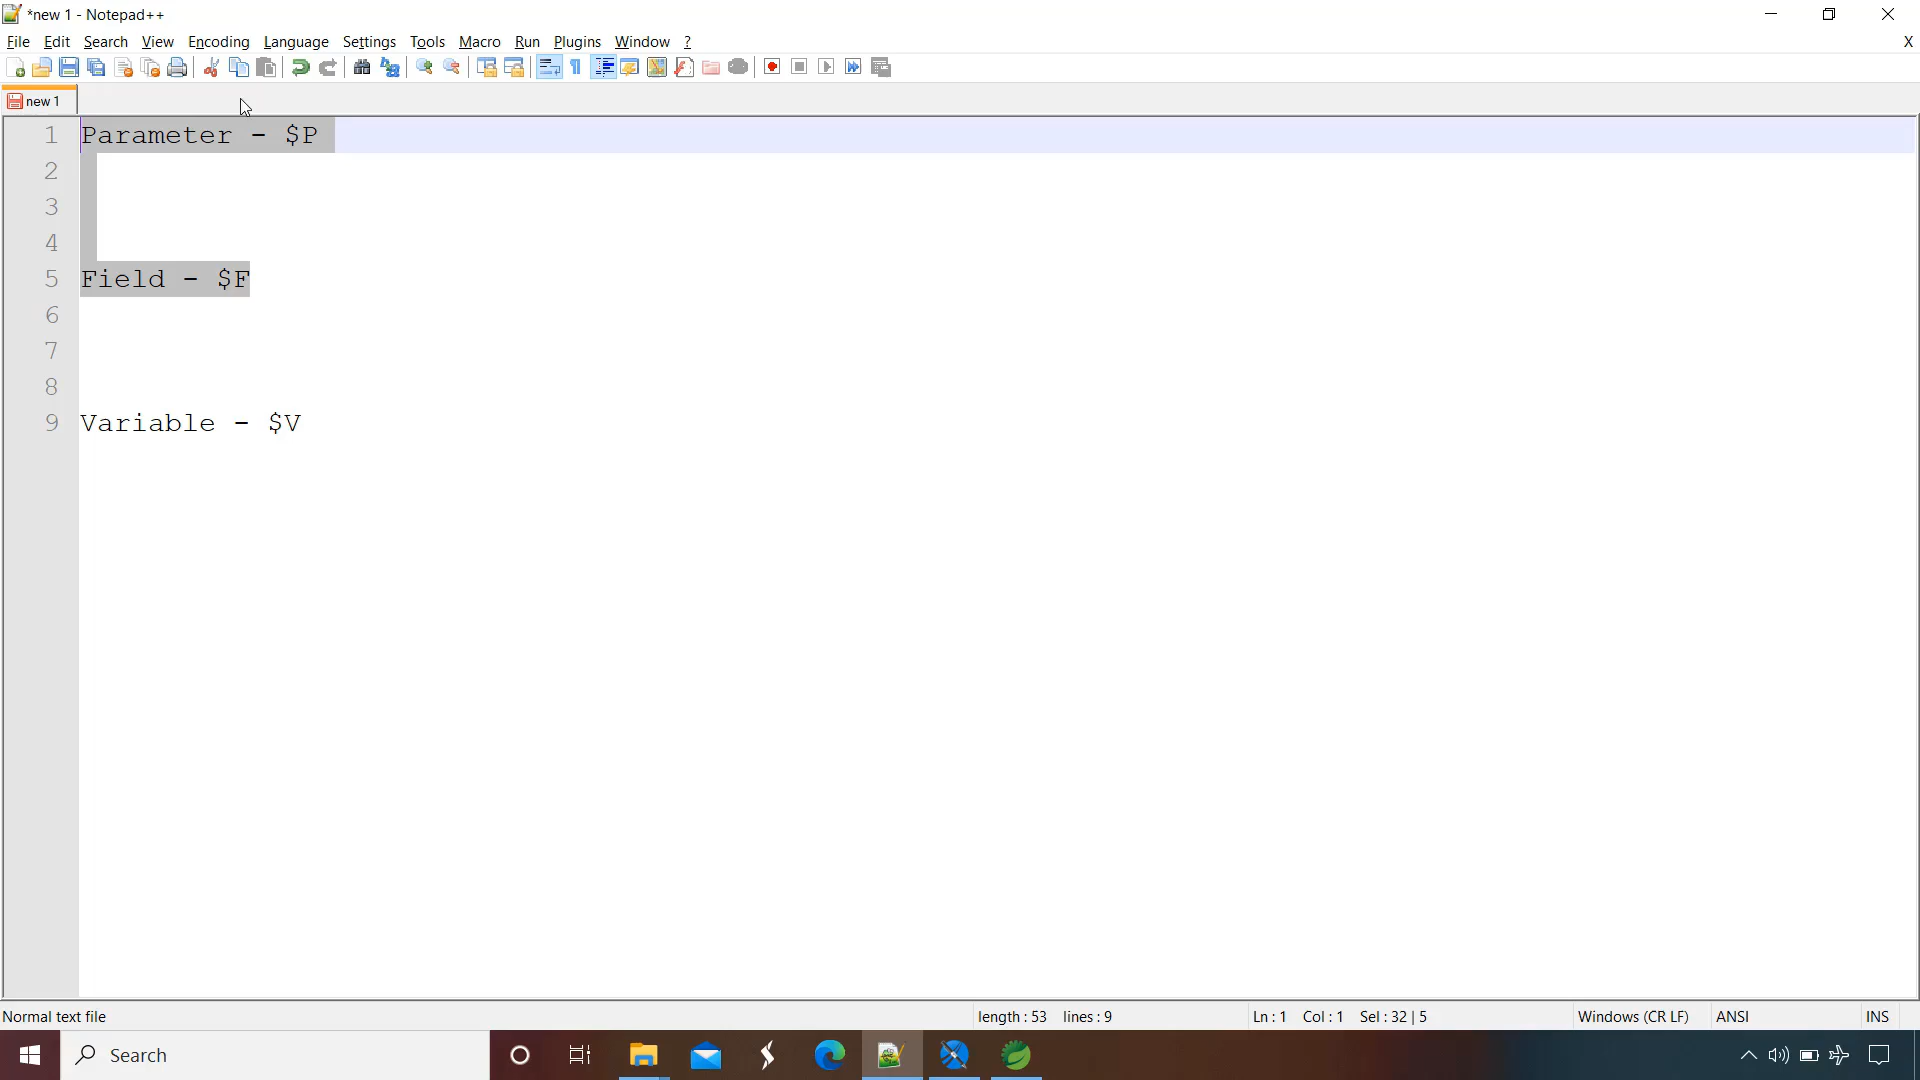 *new 1 - Notepad++
File Edit Search View Encoding Language Settings Tools Macro Run Plugins Window ? X
new 1
1 Parameter - $P
2
3
4
5 Field - $F
6
7
8
9 Variable - $V
Normal text file length : 53 lines : 9 Ln : 1 Col : 1 Sel : 32 | 5 Windows (CR LF) ANSI INS
Search